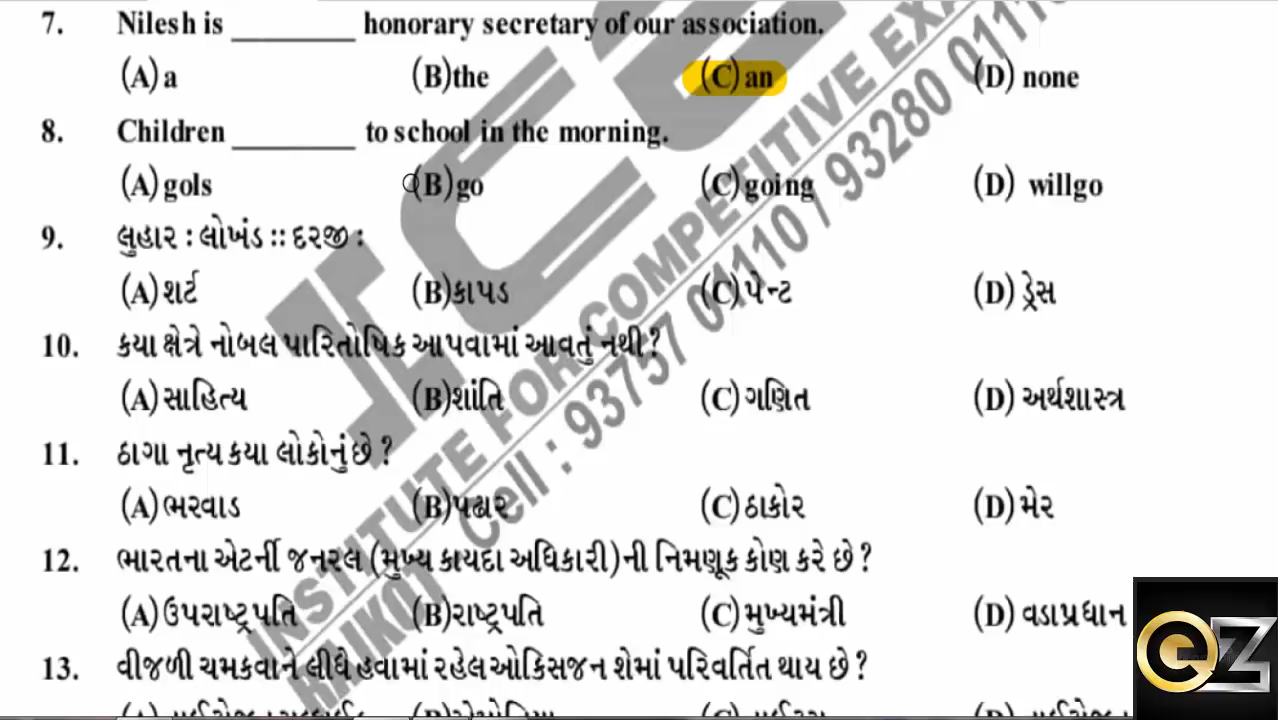 7. Nilesh is ________ honorary secretary of our association.
(A) a (B) the (C) an (D) none
8. Children ________ to school in the morning.
(A) gols (B) go (C) going (D) willgo
9. લુહાર : લોખંડ :: દરજી :
(A) શર્ટ (B) કાપડ (C) પેન્ટ (D) ડ્રેસ
10. કયા ક્ષેત્રે નોબલ પારિતોષિક આપવામાં આવતું નથી ?
(A) સાહિત્ય (B) શાંતિ (C) ગણિત (D) અર્થશાસ્ત્ર
11. ઠાગા નૃત્ય કયા લોકોનું છે ?
(A) ભરવાડ (B) પઢાર (C) ઠાકોર (D) મેર
12. ભારતના એટર્ની જનરલ (મુખ્ય કાયદા અધિકારી)ની નિમણૂક કોણ કરે છે ?
(A) ઉપરાષ્ટ્રપતિ (B) રાષ્ટ્રપતિ (C) મુખ્યમંત્રી (D) વડાપ્રધાન
13. વીજળી ચમકવાને લીધે હવામાં રહેલ ઓકિસજન શેમાં પરિવર્તિત થાય છે ?
INSTITUTE FOR COMPETITIVE EXA
RAJKOT Cell : 93757 01110 / 93280 0111
eZ